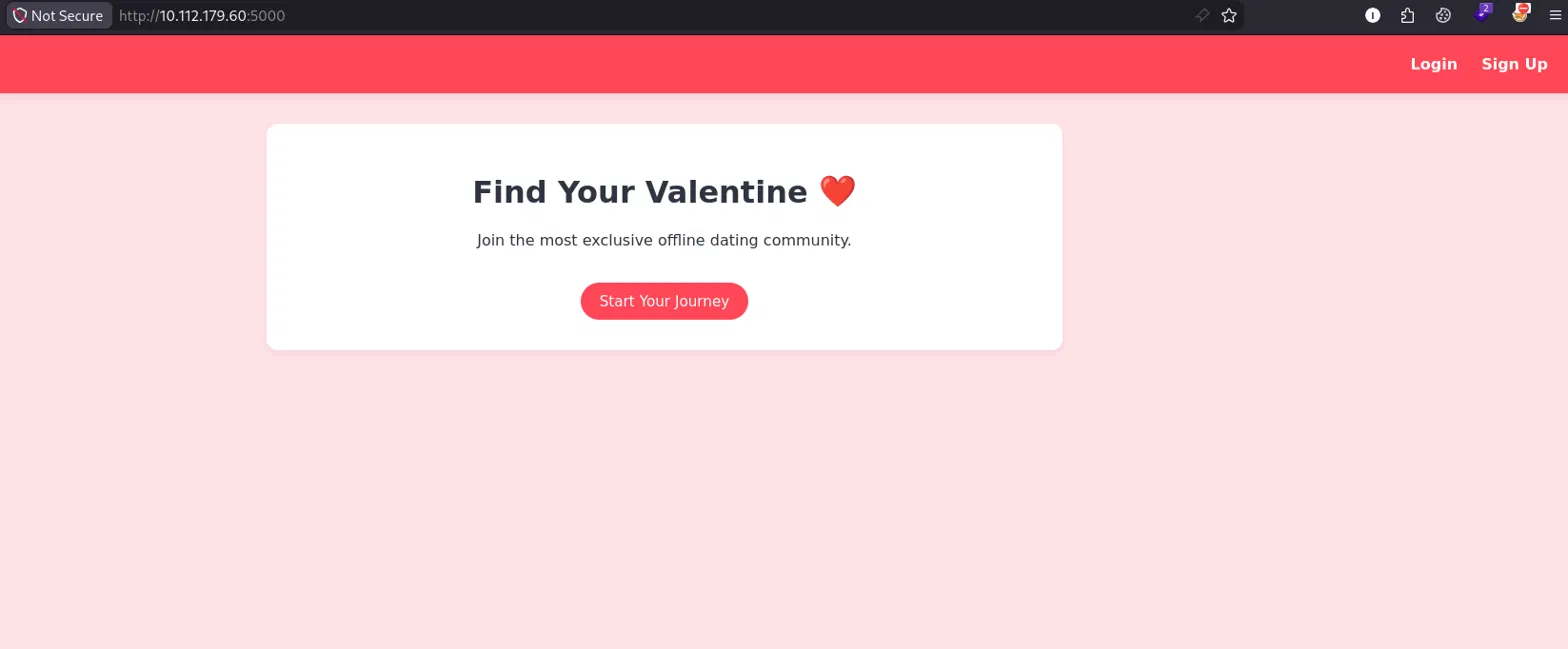 Not Secure http://10.112.179.60:5000
2
Login Sign Up
Find Your Valentine ❤️
Join the most exclusive offline dating community.
Start Your Journey